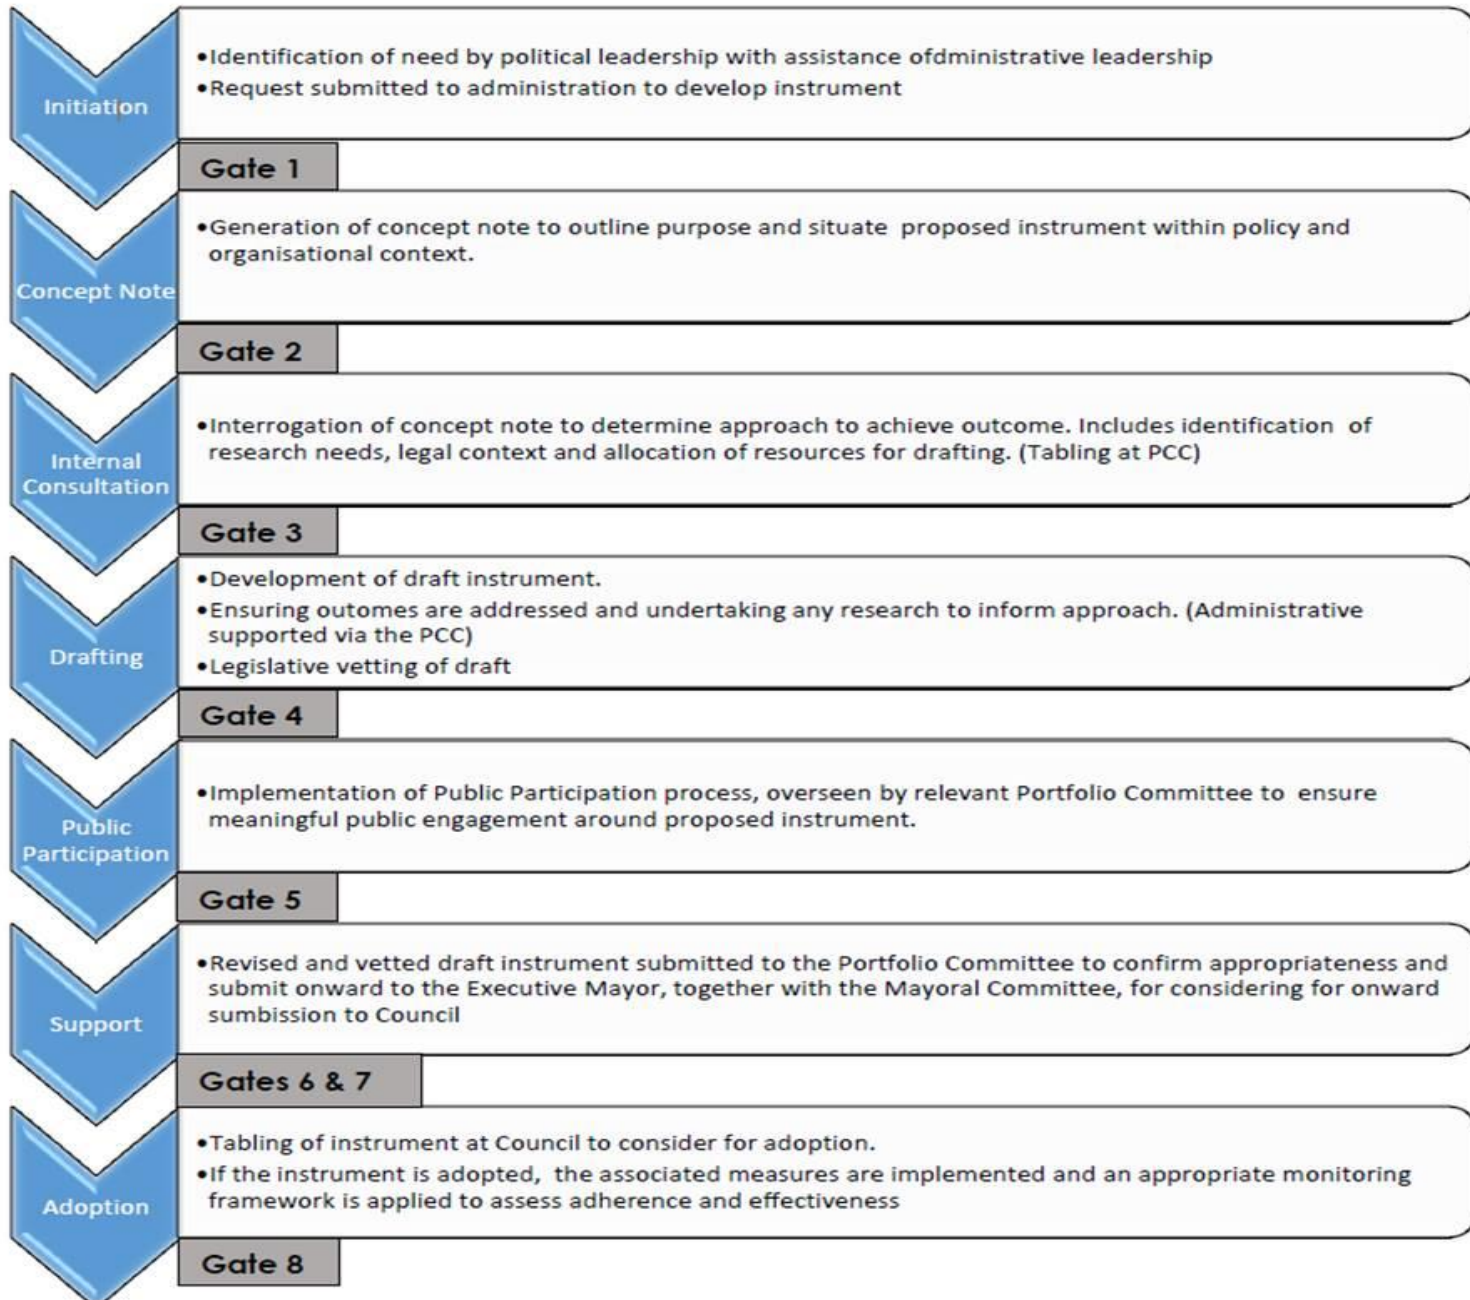 •Identification of need by political leadership with assistance ofdministrative leadership
•Request submitted to administration to develop instrument
Initiation
Gate 1
•Generation of concept note to outline purpose and situate proposed instrument within policy and
organisational context.
Concept Note
Gate 2
•Interrogation of concept note to determine approach to achieve outcome. Includes identification of
research needs, legal context and allocation of resources for drafting. (Tabling at PCC)
Internal
Consultation
Gate 3
•Development of draft instrument.
•Ensuring outcomes are addressed and undertaking any research to inform approach. (Administrative
supported via the PCC)
•Legislative vetting of draft
Drafting
Gate 4
•Implementation of Public Participation process, overseen by relevant Portfolio Committee to ensure
meaningful public engagement around proposed instrument.
Public
Participation
Gate 5
•Revised and vetted draft instrument submitted to the Portfolio Committee to confirm appropriateness and
submit onward to the Executive Mayor, together with the Mayoral Committee, for considering for onward
sumbission to Council
Support
Gates 6 & 7
•Tabling of instrument at Council to consider for adoption.
•If the instrument is adopted, the associated measures are implemented and an appropriate monitoring
framework is applied to assess adherence and effectiveness
Adoption
Gate 8